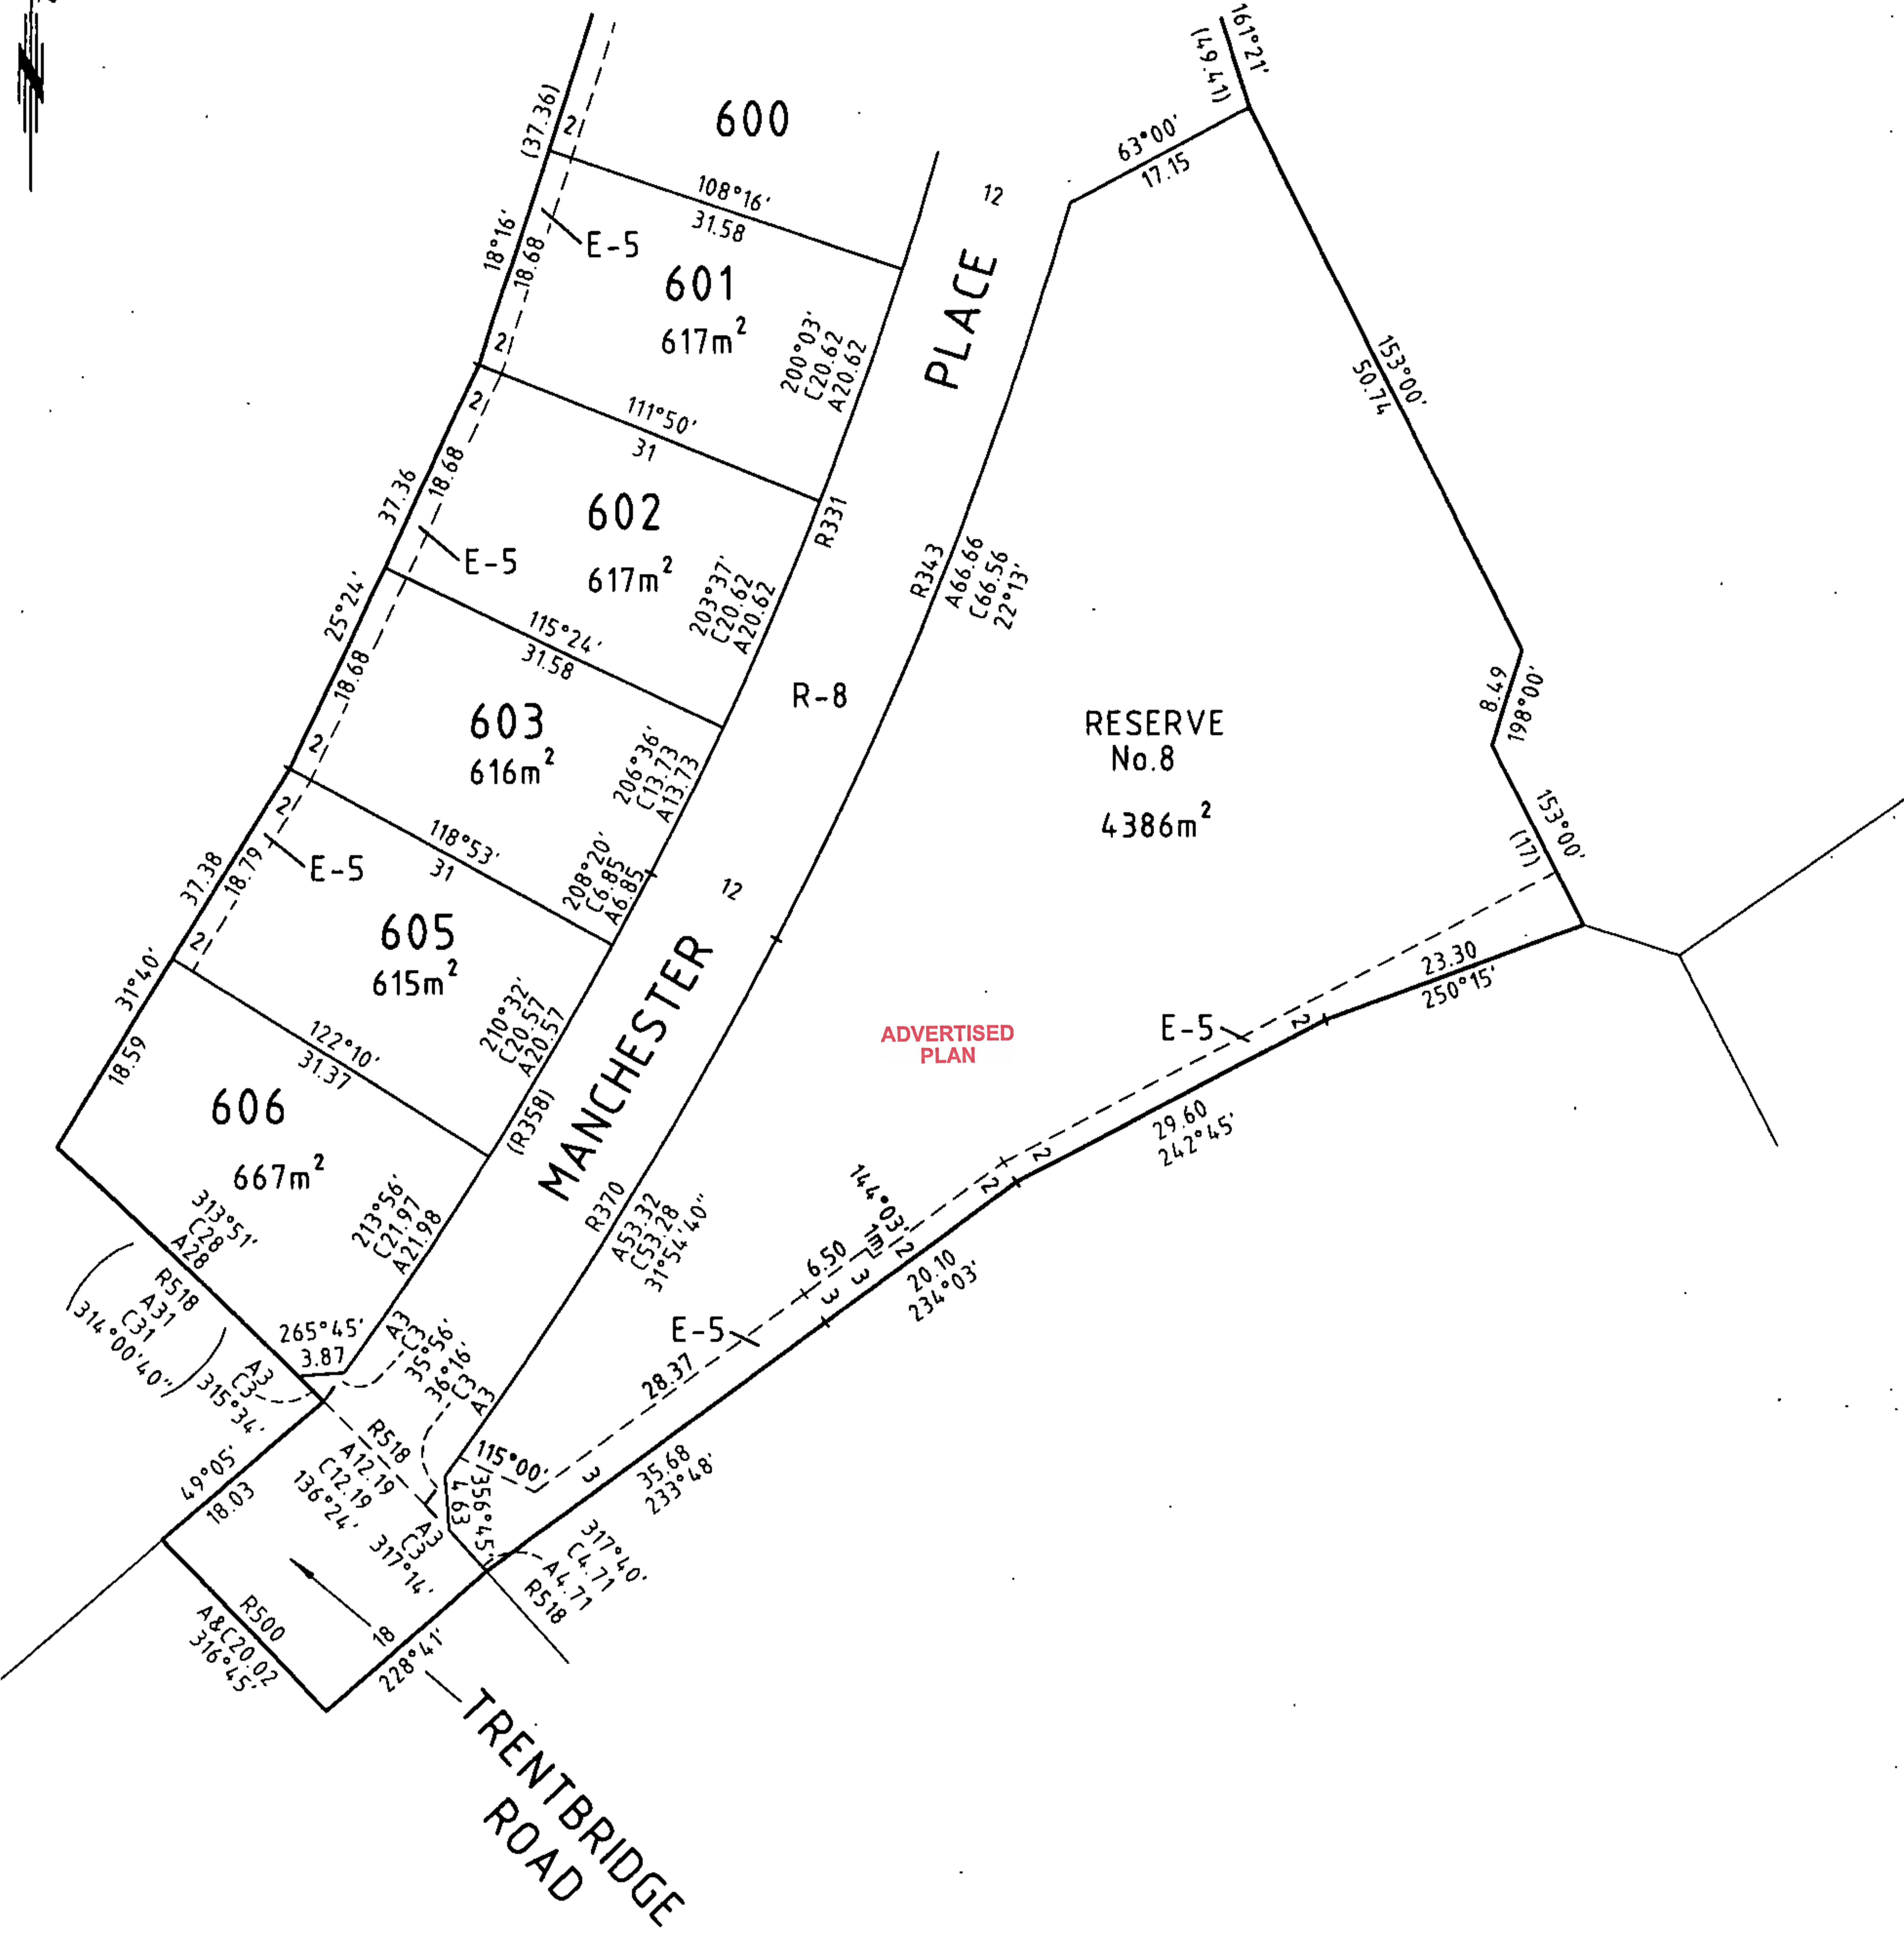 161°21'
(49.41)
(37.36)
2
600
63°00'
17.15
108°16'
31.58
12
18°16'
18.68
E-5
601
617m²
2
200°03'
C20.62
A20.62
PLACE
153°00'
50.74
2
111°50'
31
37.36
18.68
602
617m²
R331
E-5
203°37'
C20.62
A20.62
R343
A66.66
C66.56
22°13'
25°24'
115°24'
31.58
18.68
R-8
8.49
198°00'
603
616m²
2
206°36'
C13.73
A13.73
RESERVE
No.8
4386m²
2
118°53'
31
153°00'
(17)
37.38
18.79
E-5
208°20'
C6.85
A6.85
12
605
615m²
2
31°40'
210°32'
C20.57
A20.57
MANCHESTER
23.30
250°15'
ADVERTISED
PLAN
E-5
2
122°10'
31.37
18.59
606
667m²
(R358)
29.60
242°45'
2
2
144°03'
1
2
3
6.50
20.10
234°03'
3
R370
A53.32
C53.28
31°54'40"
213°56'
C21.97
A21.98
313°51'
C28
A28
R518
A31
C31
314°00'40"
265°45'
3.87
A3
C3
35°56'
36°16'
C3
A3
E-5
28.37
A3
C3
315°34'
R518
A12.19
C12.19
136°24'
115°00'
3
35.68
233°48'
356°45'
4.63
49°05'
18.03
A3
C3
317°14'
317°40'
C4.71
A4.71
R518
R500
A&C20.02
316°45'
18
228°41'
TRENTBRIDGE
ROAD